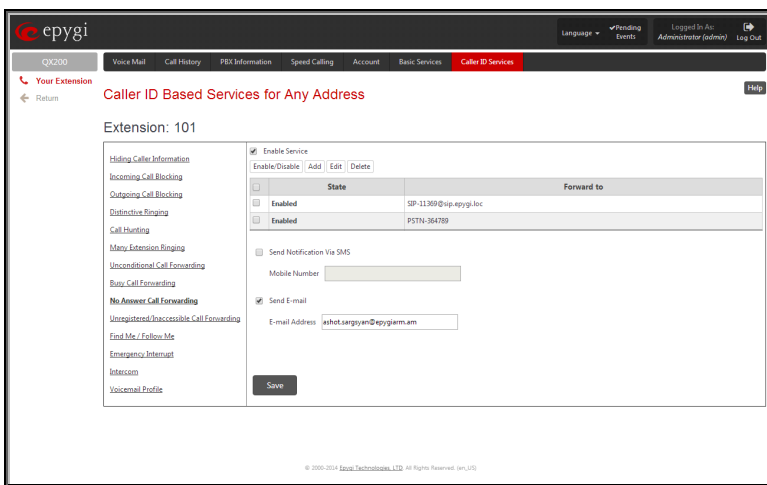 epygi
Language
Pending Events
Logged In As:
Administrator (admin)
Log Out
QX200
Voice Mail
Call History
PBX Information
Speed Calling
Account
Basic Services
Caller ID Services
Your Extension
Return
Caller ID Based Services for Any Address
Help
Extension: 101
Hiding Caller Information
Incoming Call Blocking
Outgoing Call Blocking
Distinctive Ringing
Call Hunting
Many Extension Ringing
Unconditional Call Forwarding
Busy Call Forwarding
No Answer Call Forwarding
Unregistered/Inaccessible Call Forwarding
Find Me / Follow Me
Emergency Interrupt
Intercom
Voicemail Profile
Enable Service
Enable/Disable Add Edit Delete
State Forward to
Enabled SIP-11369@sip.epygi.loc
Enabled PSTN-364789
Send Notification Via SMS
Mobile Number
Send E-mail
E-mail Address ashot.sargsyan@epygiarm.am
Save
© 2006-2014 Epygi Technologies, LTD All Rights Reserved. (en_US)